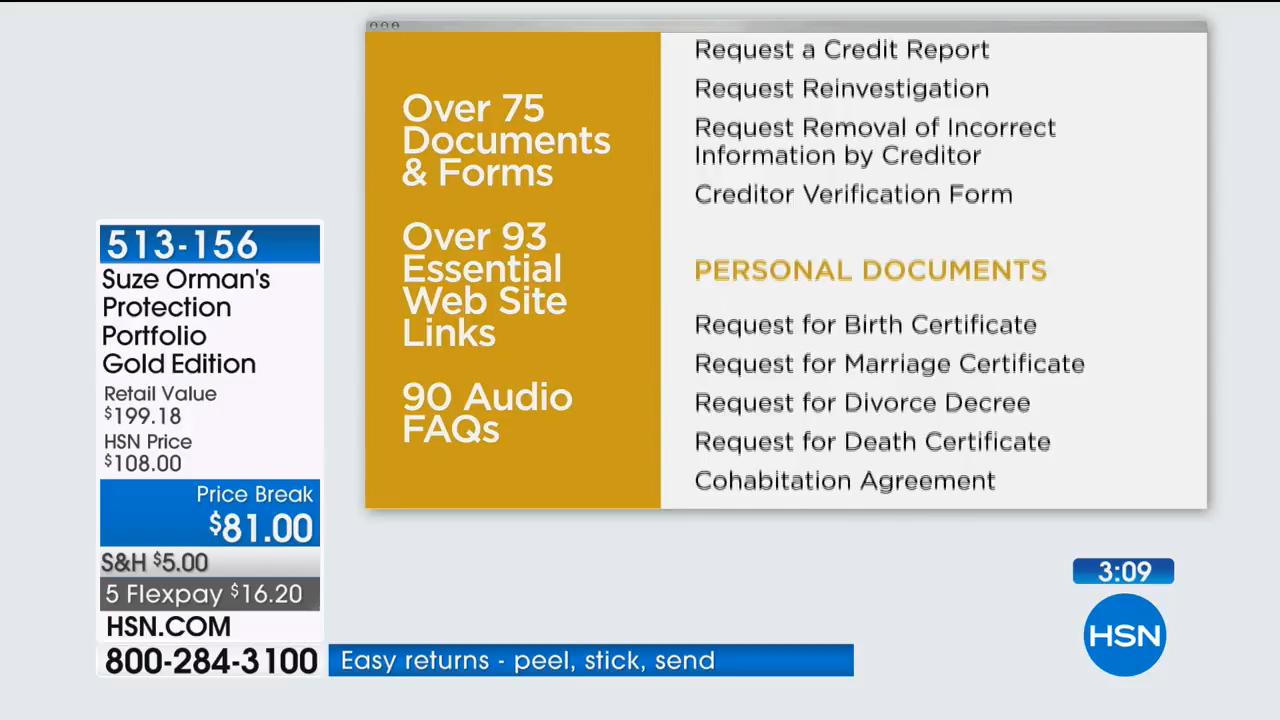 Over 75
Documents
& Forms
Over 93
Essential
Web Site
Links
90 Audio
FAQs
Request a Credit Report
Request Reinvestigation
Request Removal of Incorrect
Information by Creditor
Creditor Verification Form
PERSONAL DOCUMENTS
Request for Birth Certificate
Request for Marriage Certificate
Request for Divorce Decree
Request for Death Certificate
Cohabitation Agreement
513-156
Suze Orman's
Protection
Portfolio
Gold Edition
Retail Value
$199.18
HSN Price
$108.00
Price Break
$81.00
S&H $5.00
5 Flexpay $16.20
HSN.COM
800-284-3100
Easy returns - peel, stick, send
3:09
HSN